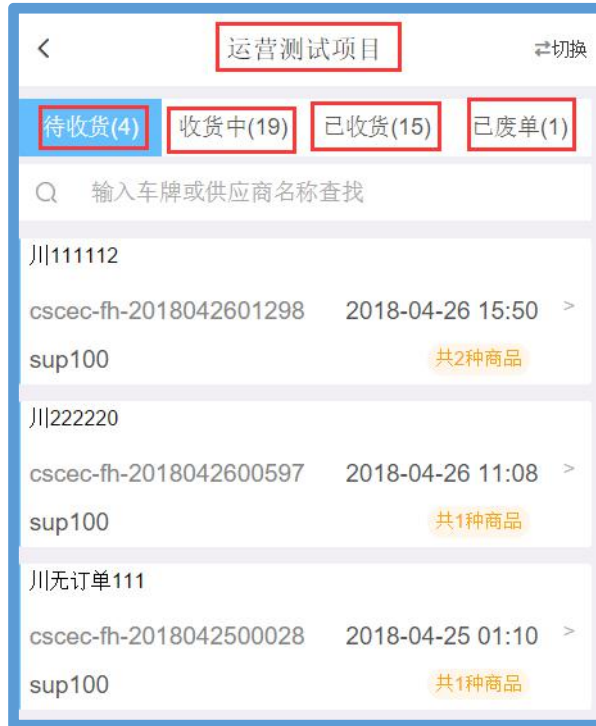 < 运营测试项目 ⇄切换
待收货(4) 收货中(19) 已收货(15) 已废单(1)
输入车牌或供应商名称查找
川111112
cscec-fh-2018042601298 2018-04-26 15:50 >
sup100 共2种商品
川222220
cscec-fh-2018042600597 2018-04-26 11:08 >
sup100 共1种商品
川无订单111
cscec-fh-2018042500028 2018-04-25 01:10 >
sup100 共1种商品